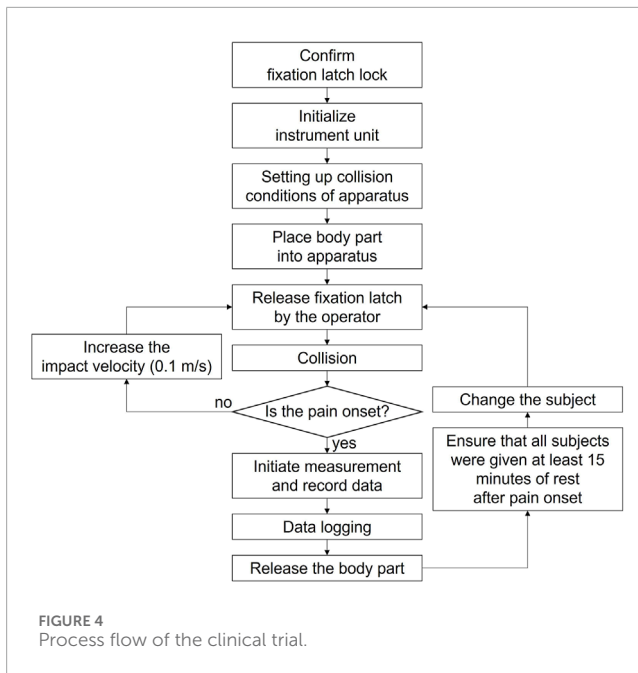 Confirm
fixation latch lock
Initialize
instrument unit
Setting up collision
conditions of apparatus
Place body part
into apparatus
Release fixation latch
by the operator
Increase the
impact velocity (0.1 m/s)
Collision
no
Is the pain onset?
yes
Change the subject
Ensure that all subjects
were given at least 15
minutes of rest
after pain onset
Initiate measurement
and record data
Data logging
Release the body part
FIGURE 4
Process flow of the clinical trial.